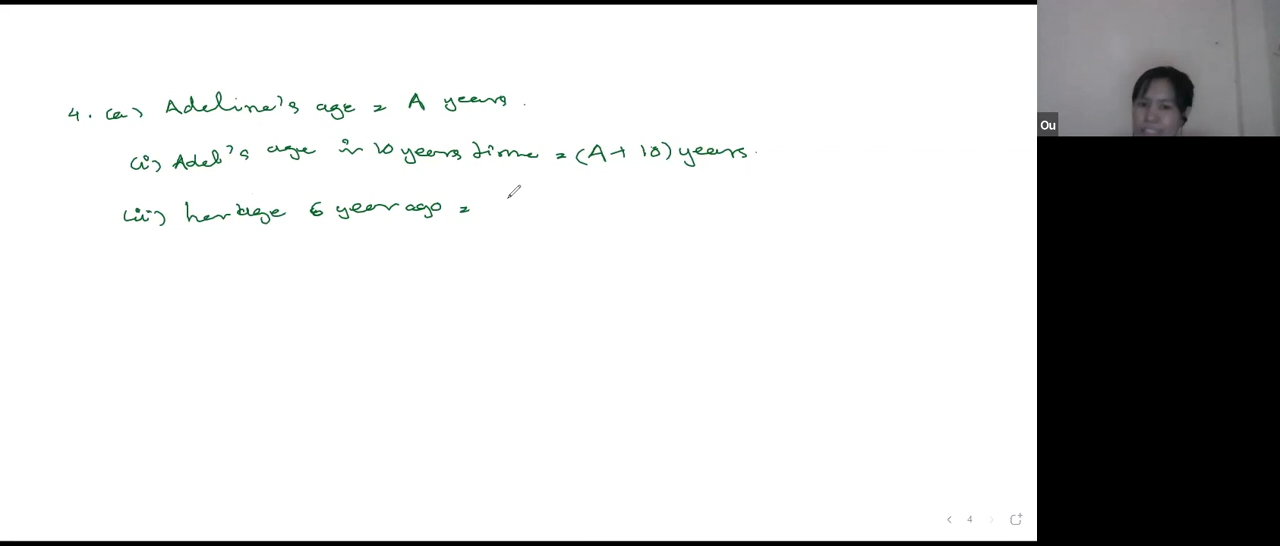 4. (a) Adeline's age = A years.
(i) Adel's age in 10 years time = (A + 10) years.
(ii) her age 6 year ago =
Ou
4